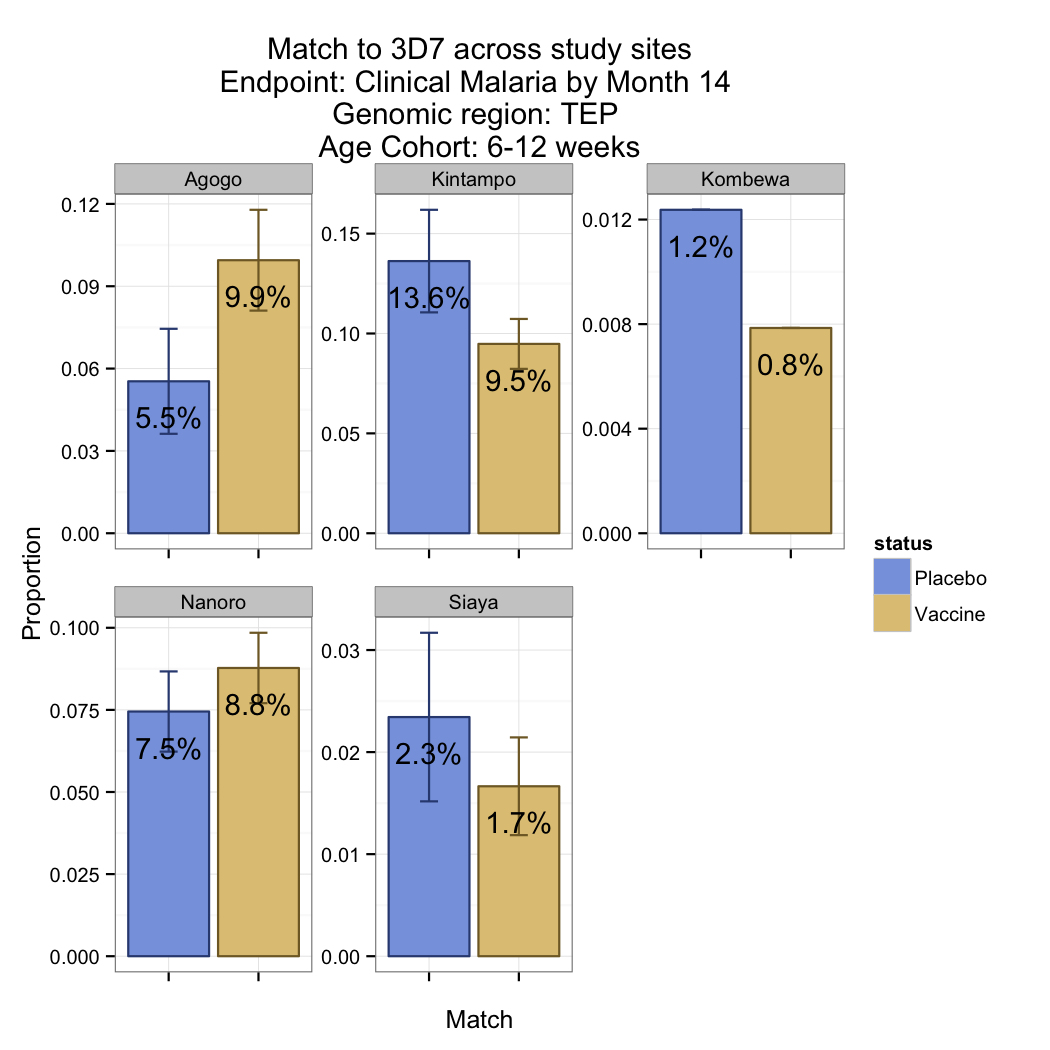 Match to 3D7 across study sites
Endpoint: Clinical Malaria by Month 14
Genomic region: TEP
Age Cohort: 6-12 weeks
Agogo
Kintampo
Kombewa
0.12
0.09
0.06
0.03
0.00
5.5%
9.9%
0.15
0.10
0.05
0.00
13.6%
9.5%
0.012
0.008
0.004
0.000
1.2%
0.8%
Proportion
status
Placebo
Vaccine
Nanoro
Siaya
0.100
0.075
0.050
0.025
0.000
7.5%
8.8%
0.03
0.02
0.01
0.00
2.3%
1.7%
Match